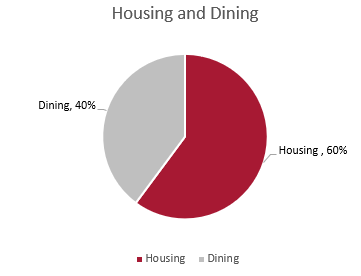 Housing and Dining
Dining, 40%
Housing , 60%
Housing
Dining